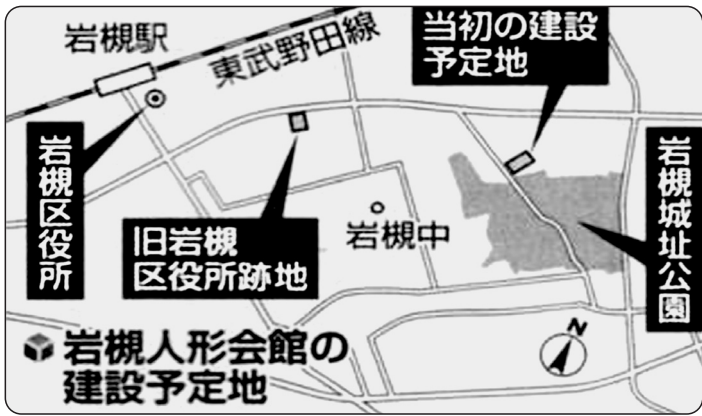 岩槻駅
東武野田線
当初の建設
予定地
岩槻区役所
旧岩槻
区役所跡地
岩槻中
岩槻城址公園
N
岩槻人形会館の
建設予定地